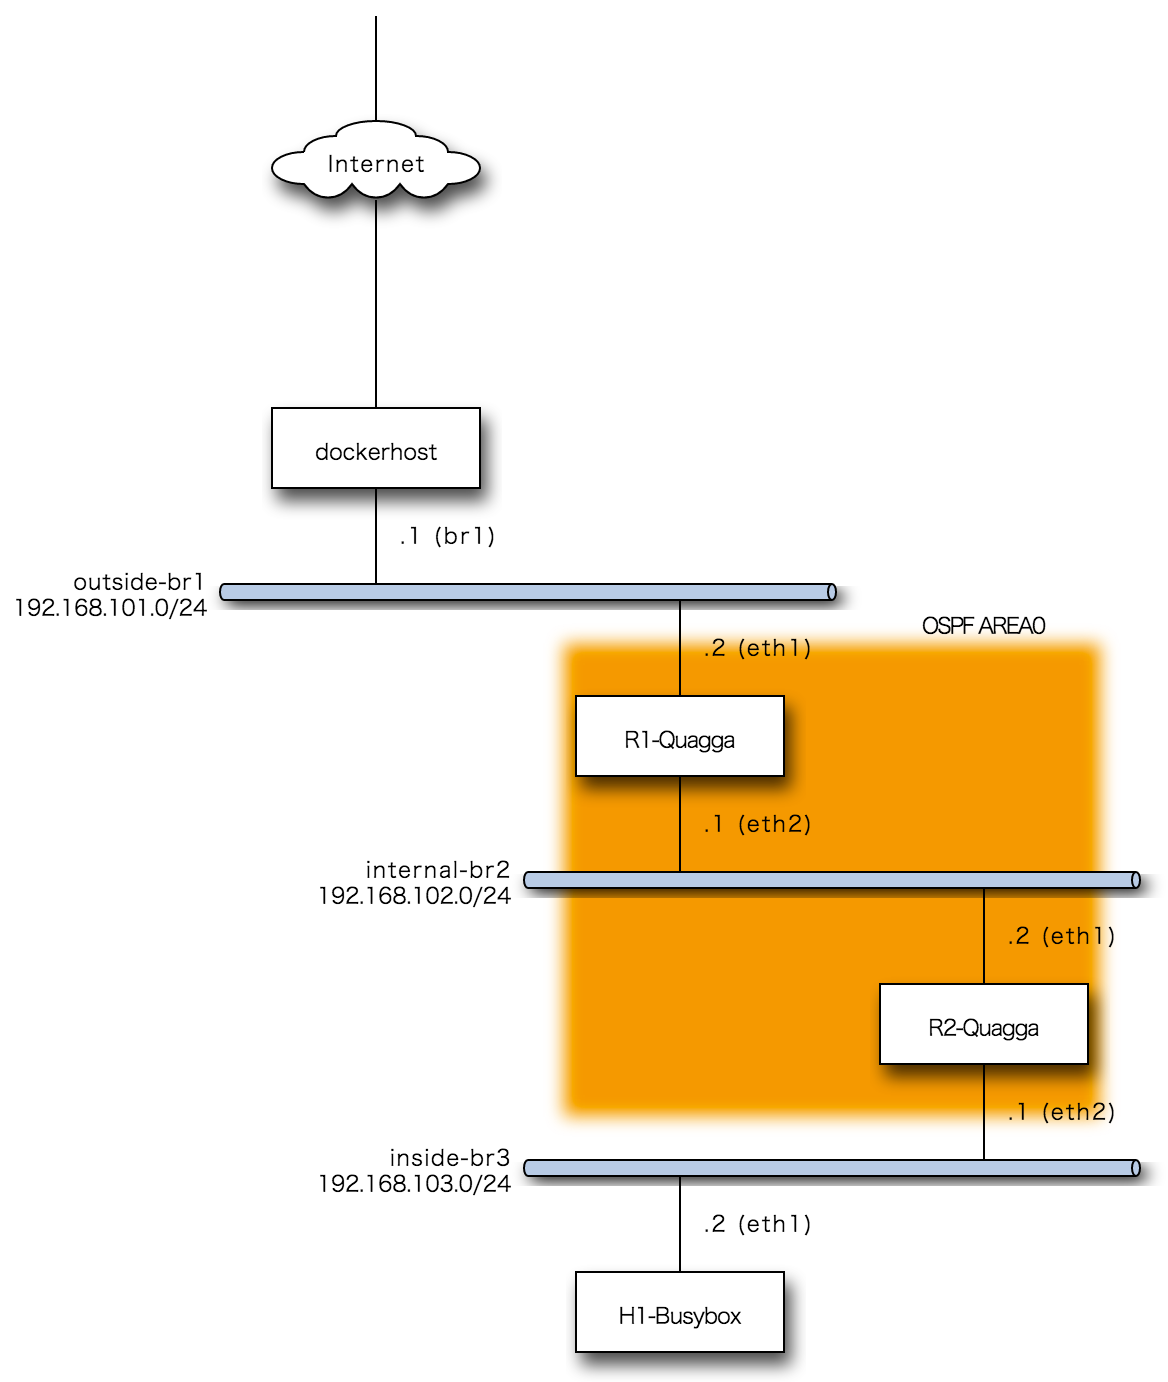 Internet
dockerhost
.1 (br1)
outside-br1
192.168.101.0/24
OSPF AREA0
.2 (eth1)
R1-Quagga
.1 (eth2)
internal-br2
192.168.102.0/24
.2 (eth1)
R2-Quagga
.1 (eth2)
inside-br3
192.168.103.0/24
.2 (eth1)
H1-Busybox